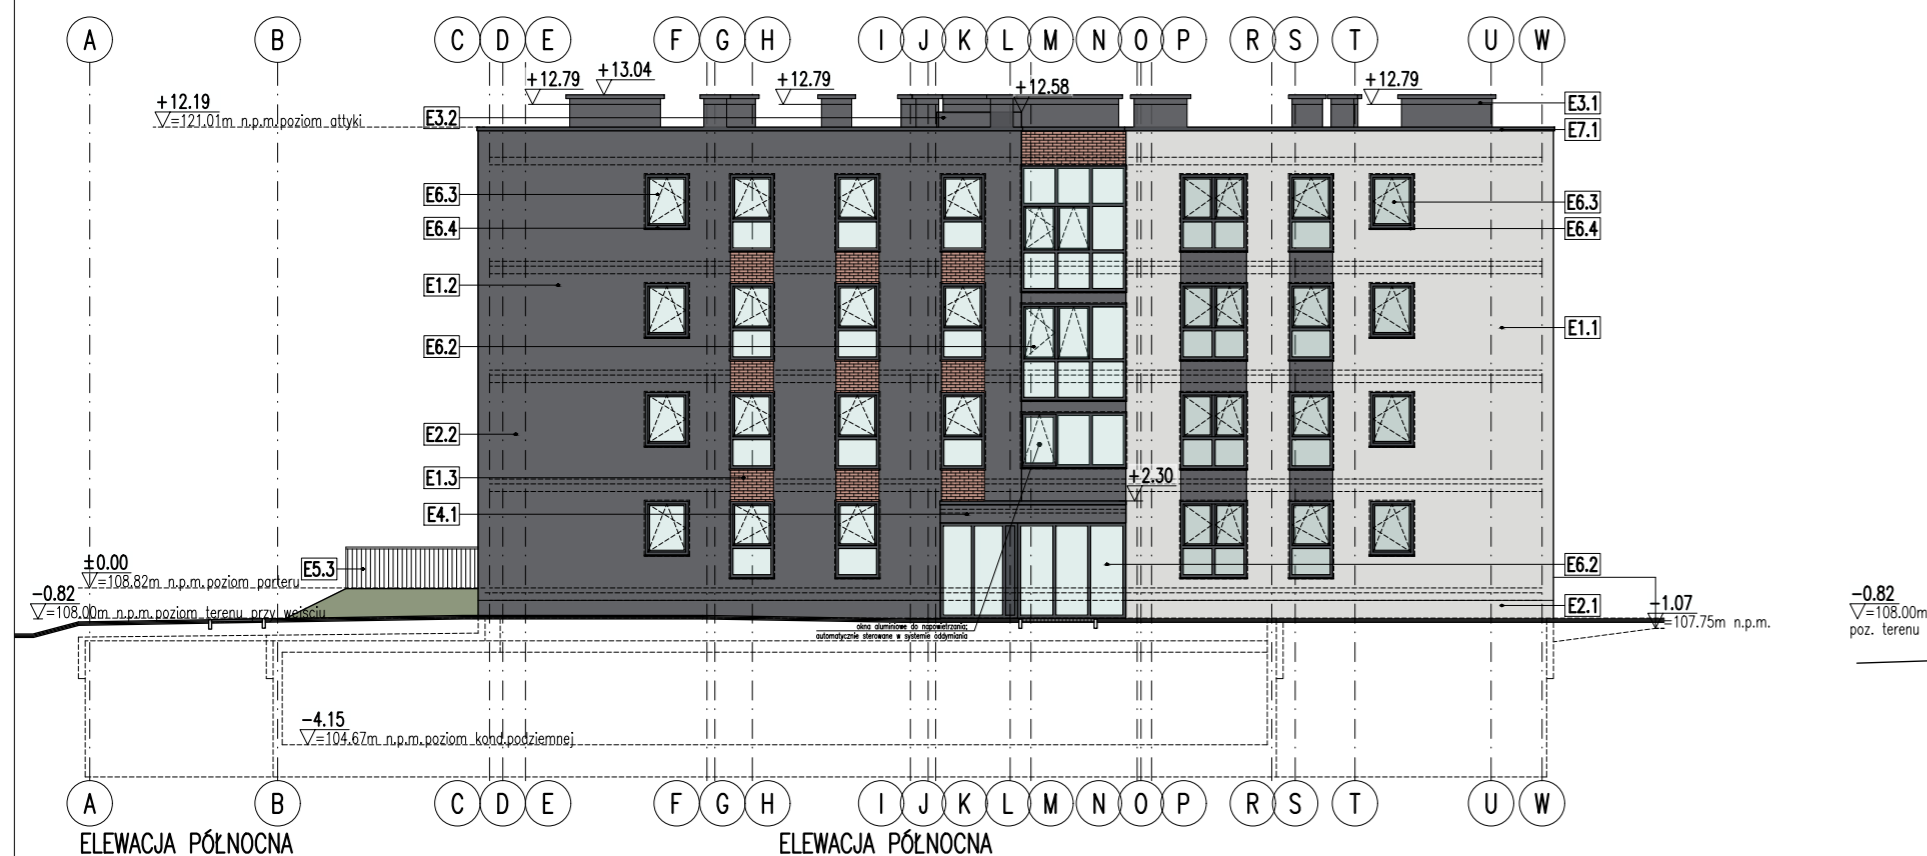 A B C D E F G H I J K L M N O P R S T U W
+13.04
+12.79 +12.79 +12.58 +12.79
+12.19
=121.01m n.p.m. poziom attyki
E3.2
E3.1
E7.1
E6.3
E6.3
E6.4
E6.4
E1.2
E1.1
E6.2
E2.2
E1.3
+2.30
E4.1
±0.00
=108.82m n.p.m. poziom parteru
E5.3
E6.2
-0.82
=108.00m n.p.m. poziom terenu przy wejściu
E2.1
-1.07
=107.75m n.p.m.
-0.82
=108.00m
poz. terenu
okna aluminiowe do napowietrzania;
automatycznie sterowane w systemie oddymiania
-4.15
=104.67m n.p.m. poziom kond.podziemnej
A B C D E F G H I J K L M N O P R S T U W
ELEWACJA PÓŁNOCNA ELEWACJA PÓŁNOCNA